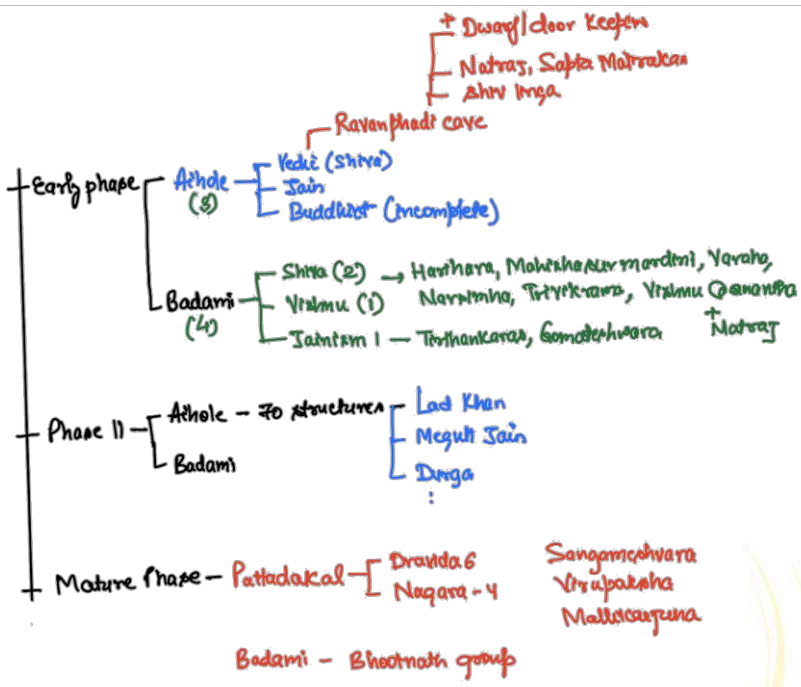 + Dwarf/door keepers
Natraj, Sapta Matrakas
Shiv linga
Ravanphadi cave
Early phase
Aihole
(3)
Vedic (Shiva)
Jain
Buddhist (incomplete)
Badami
(4)
Shiva (2) → Harihara, Mahishasurmardini, Varaha,
Vishnu (1) Narsimha, Trivikrama, Vishnu @ananta
+ Natraj
Jainism 1 — Tirthankaras, Gomateshwara
Phase II
Aihole - 70 structures
Lad Khan
Meguti Jain
Durga
:
Badami
Mature Phase - Pattadakal
Dravida 6
Nagara - 4
Sangameshvara
Virupaksha
Mallikarjuna
Badami - Bhootnath group